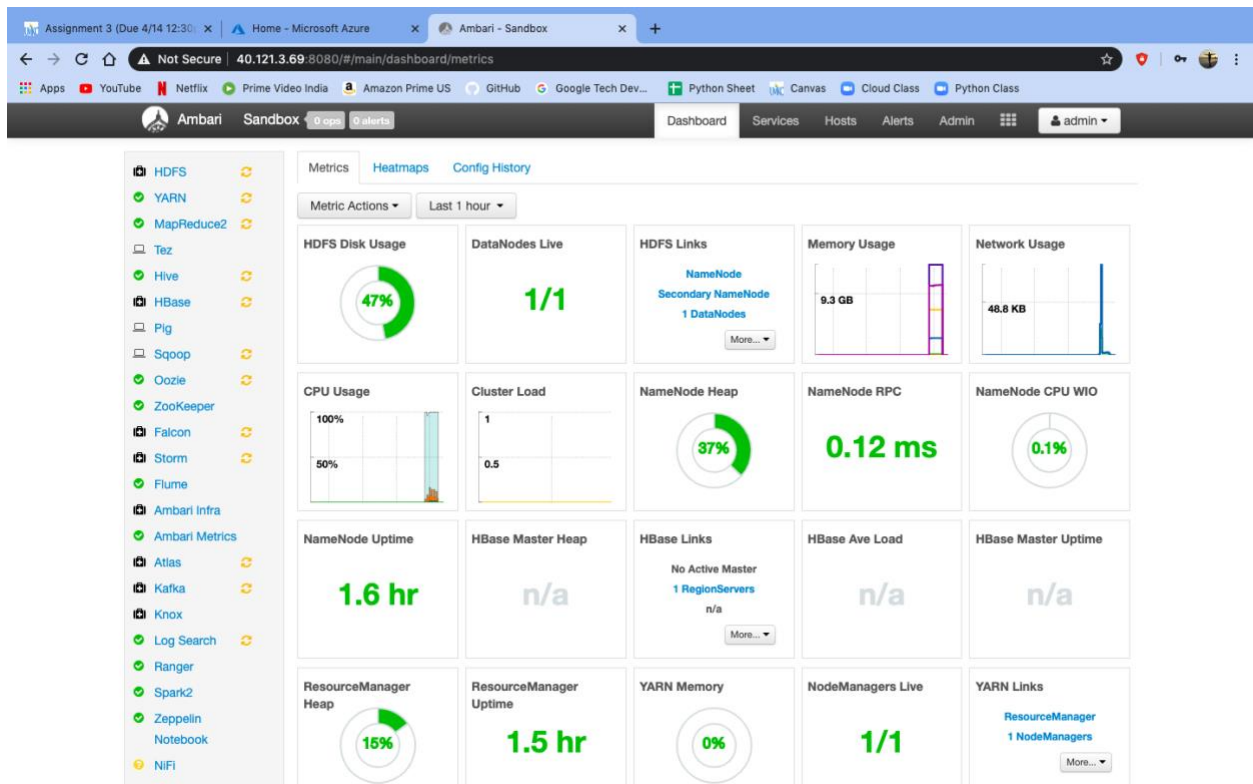 Assignment 3 (Due 4/14 12:30
Home - Microsoft Azure
Ambari - Sandbox
Not Secure 40.121.3.69:8080/#/main/dashboard/metrics
Apps YouTube Netflix Prime Video India Amazon Prime US GitHub Google Tech Dev... Python Sheet Canvas Cloud Class Python Class
Ambari Sandbox 0 ops 0 alerts Dashboard Services Hosts Alerts Admin admin
HDFS
YARN
MapReduce2
Tez
Hive
HBase
Pig
Sqoop
Oozie
ZooKeeper
Falcon
Storm
Flume
Ambari Infra
Ambari Metrics
Atlas
Kafka
Knox
Log Search
Ranger
Spark2
Zeppelin
Notebook
NiFi
Metrics Heatmaps Config History
Metric Actions Last 1 hour
HDFS Disk Usage
47%
DataNodes Live
1/1
HDFS Links
NameNode
Secondary NameNode
1 DataNodes
More...
Memory Usage
9.3 GB
Network Usage
48.8 KB
CPU Usage
100%
50%
Cluster Load
1
0.5
NameNode Heap
37%
NameNode RPC
0.12 ms
NameNode CPU WIO
0.1%
NameNode Uptime
1.6 hr
HBase Master Heap
n/a
HBase Links
No Active Master
1 RegionServers
n/a
More...
HBase Ave Load
n/a
HBase Master Uptime
n/a
ResourceManager
Heap
15%
ResourceManager
Uptime
1.5 hr
YARN Memory
0%
NodeManagers Live
1/1
YARN Links
ResourceManager
1 NodeManagers
More...